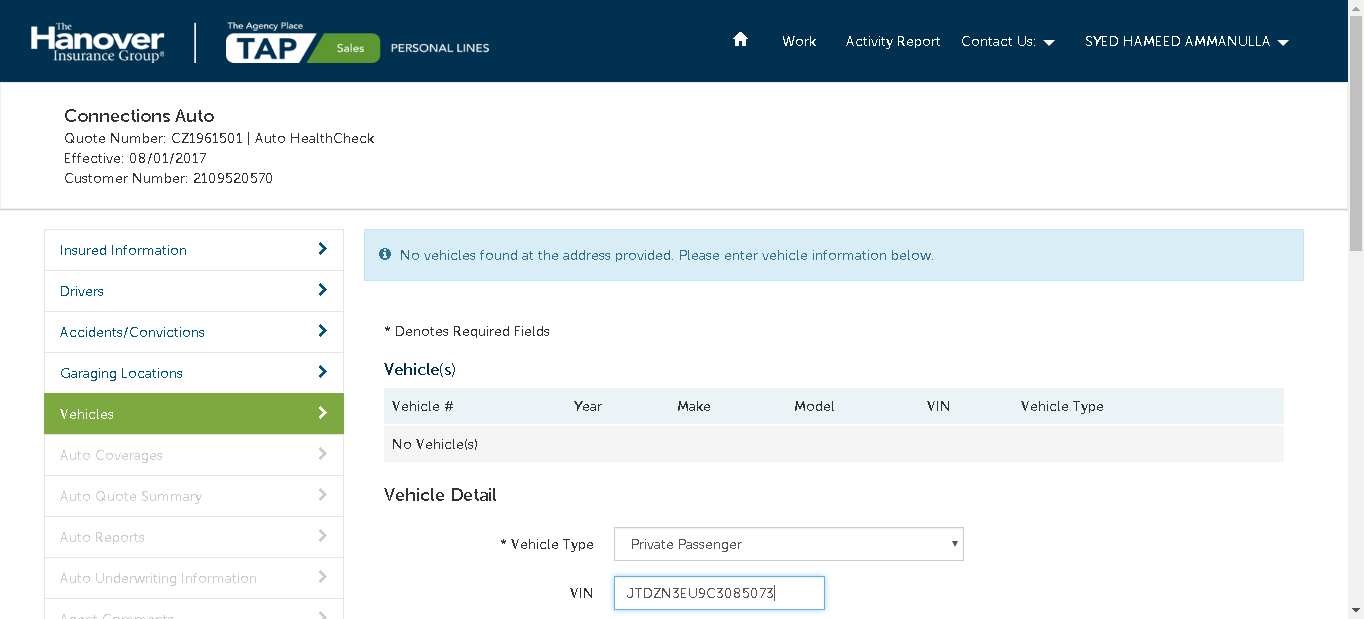 The
Hanover
Insurance Group®
The Agency Place
TAP Sales PERSONAL LINES
Work Activity Report Contact Us: SYED HAMEED AMMANULLA
Connections Auto
Quote Number: CZ1961501 | Auto HealthCheck
Effective: 08/01/2017
Customer Number: 2109520570
Insured Information
Drivers
Accidents/Convictions
Garaging Locations
Vehicles
Auto Coverages
Auto Quote Summary
Auto Reports
Auto Underwriting Information
Agent Comments
No vehicles found at the address provided. Please enter vehicle information below.
* Denotes Required Fields
Vehicle(s)
Vehicle # Year Make Model VIN Vehicle Type
No Vehicle(s)
Vehicle Detail
* Vehicle Type Private Passenger
VIN JTDZN3EU9C3085073